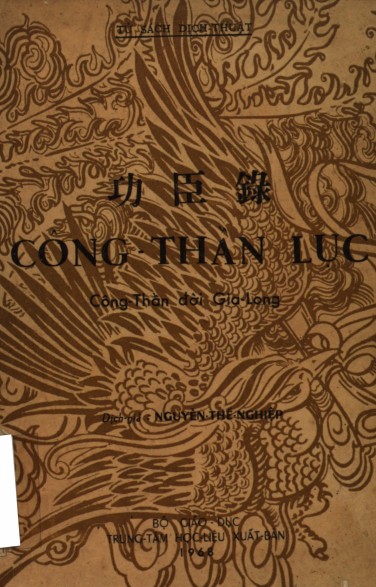 TỦ SÁCH DỊCH-THUẬT
功臣錄
CÔNG-THẦN LỤC
Công-Thần đời Gia-Long
Dịch-giả : NGUYỄN-THẾ-NGHIỆP
BỘ GIÁO-DỤC
TRUNG-TÂM HỌC-LIỆU XUẤT-BẢN
1968